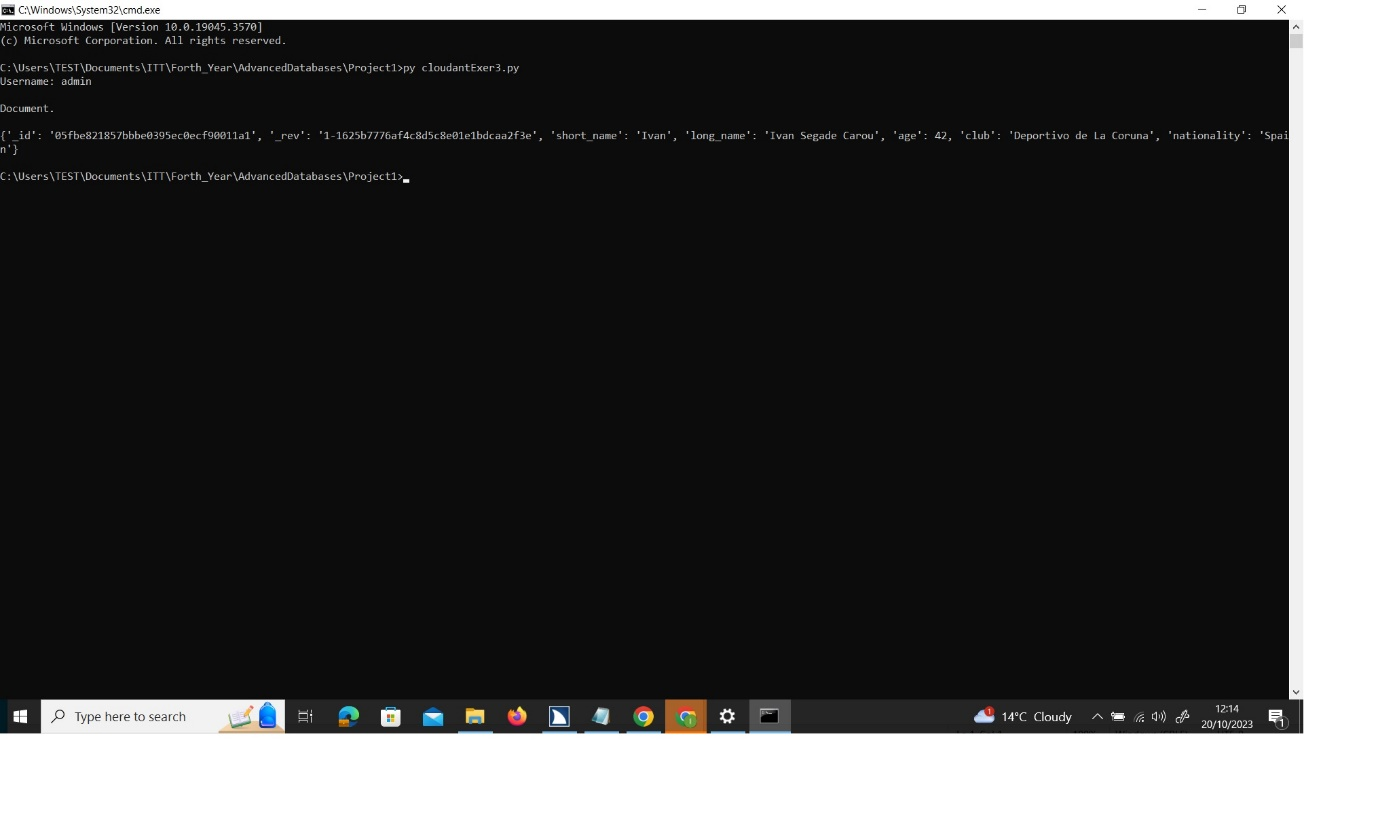 C:\Windows\System32\cmd.exe
Microsoft Windows [Version 10.0.19045.3570]
(c) Microsoft Corporation. All rights reserved.
C:\Users\TEST\Documents\ITT\Forth_Year\AdvancedDatabases\Project1>py cloudantExer3.py
Username: admin
Document.
{'_id': '05fbe821857bbbe0395ec0ecf90011a1', '_rev': '1-1625b7776af4c8d5c8e01e1bdcaa2f3e', 'short_name': 'Ivan', 'long_name': 'Ivan Segade Carou', 'age': 42, 'club': 'Deportivo de La Coruna', 'nationality': 'Spai
n'}
C:\Users\TEST\Documents\ITT\Forth_Year\AdvancedDatabases\Project1>
Type here to search
1
14°C Cloudy
12:14
20/10/2023
1